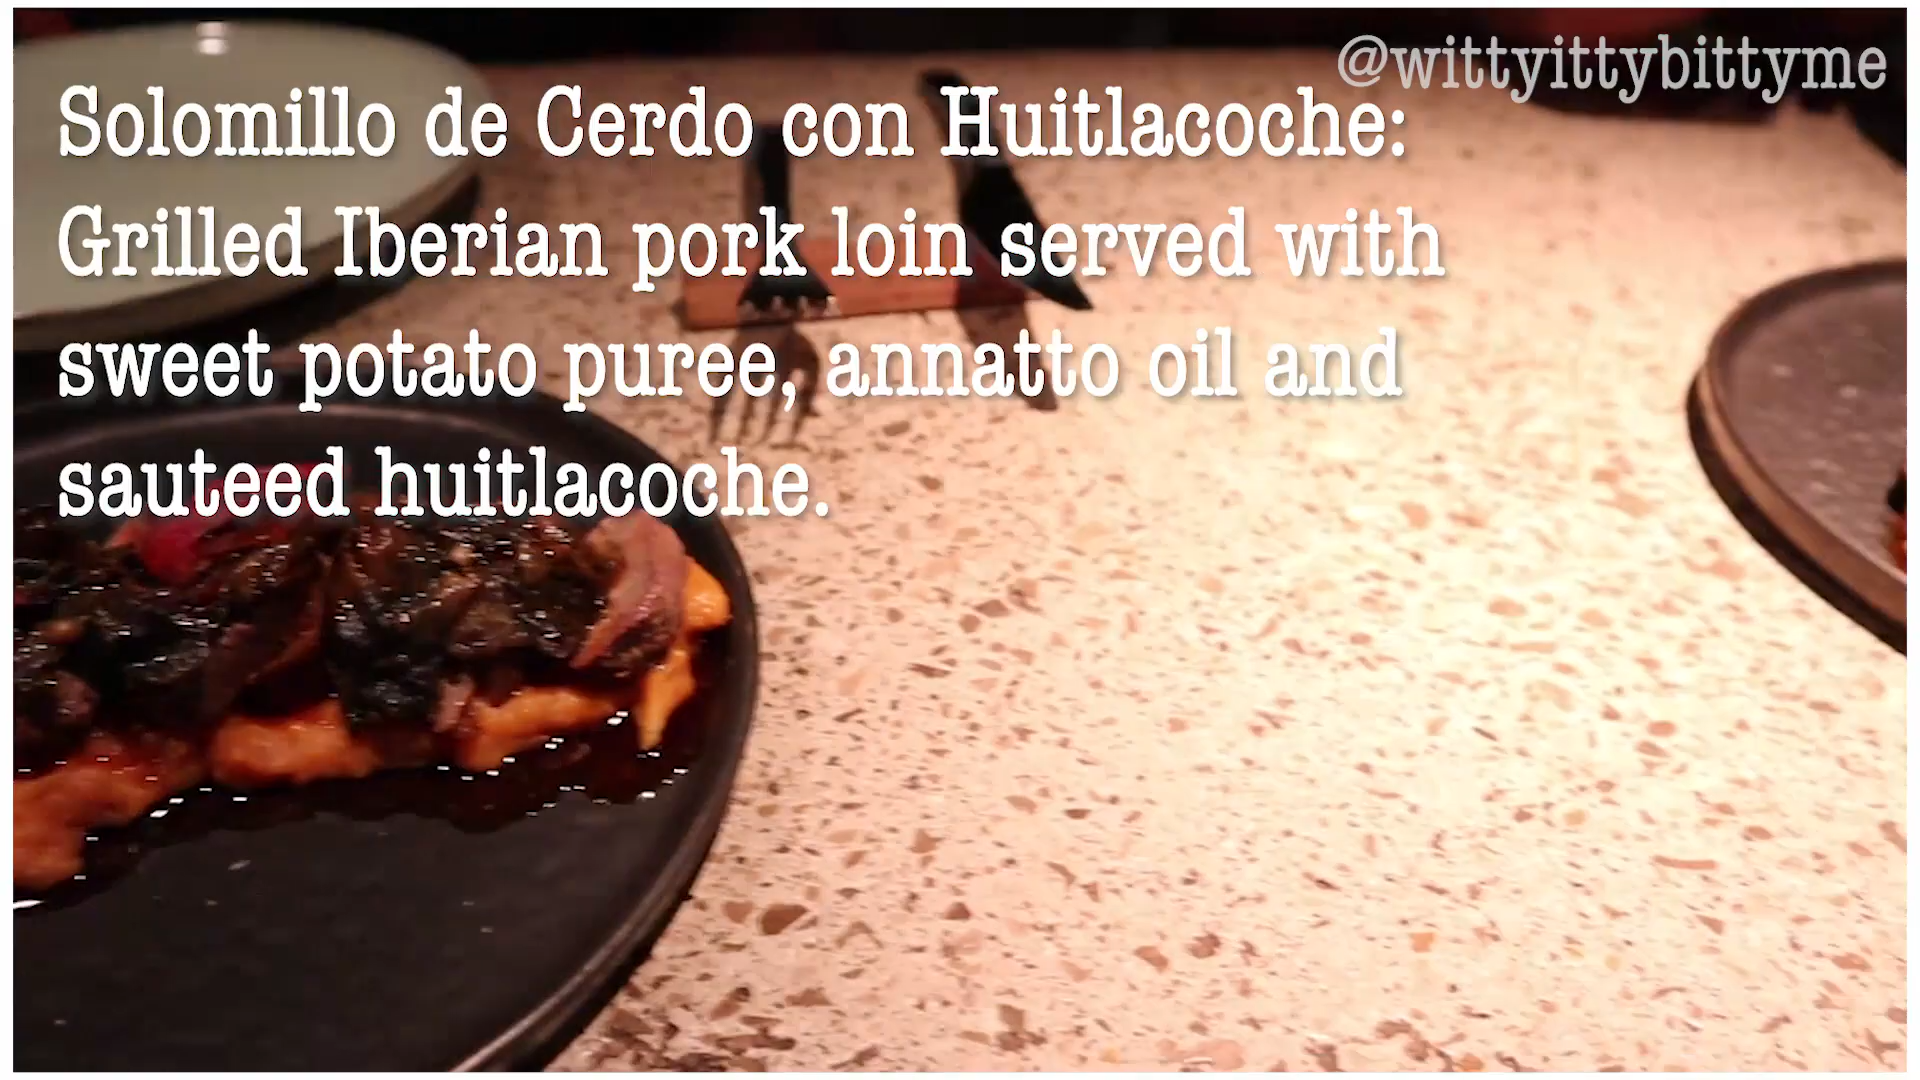 @wittyittybittyme
Solomillo de Cerdo con Huitlacoche:
Grilled Iberian pork loin served with
sweet potato puree, annatto oil and
sauteed huitlacoche.